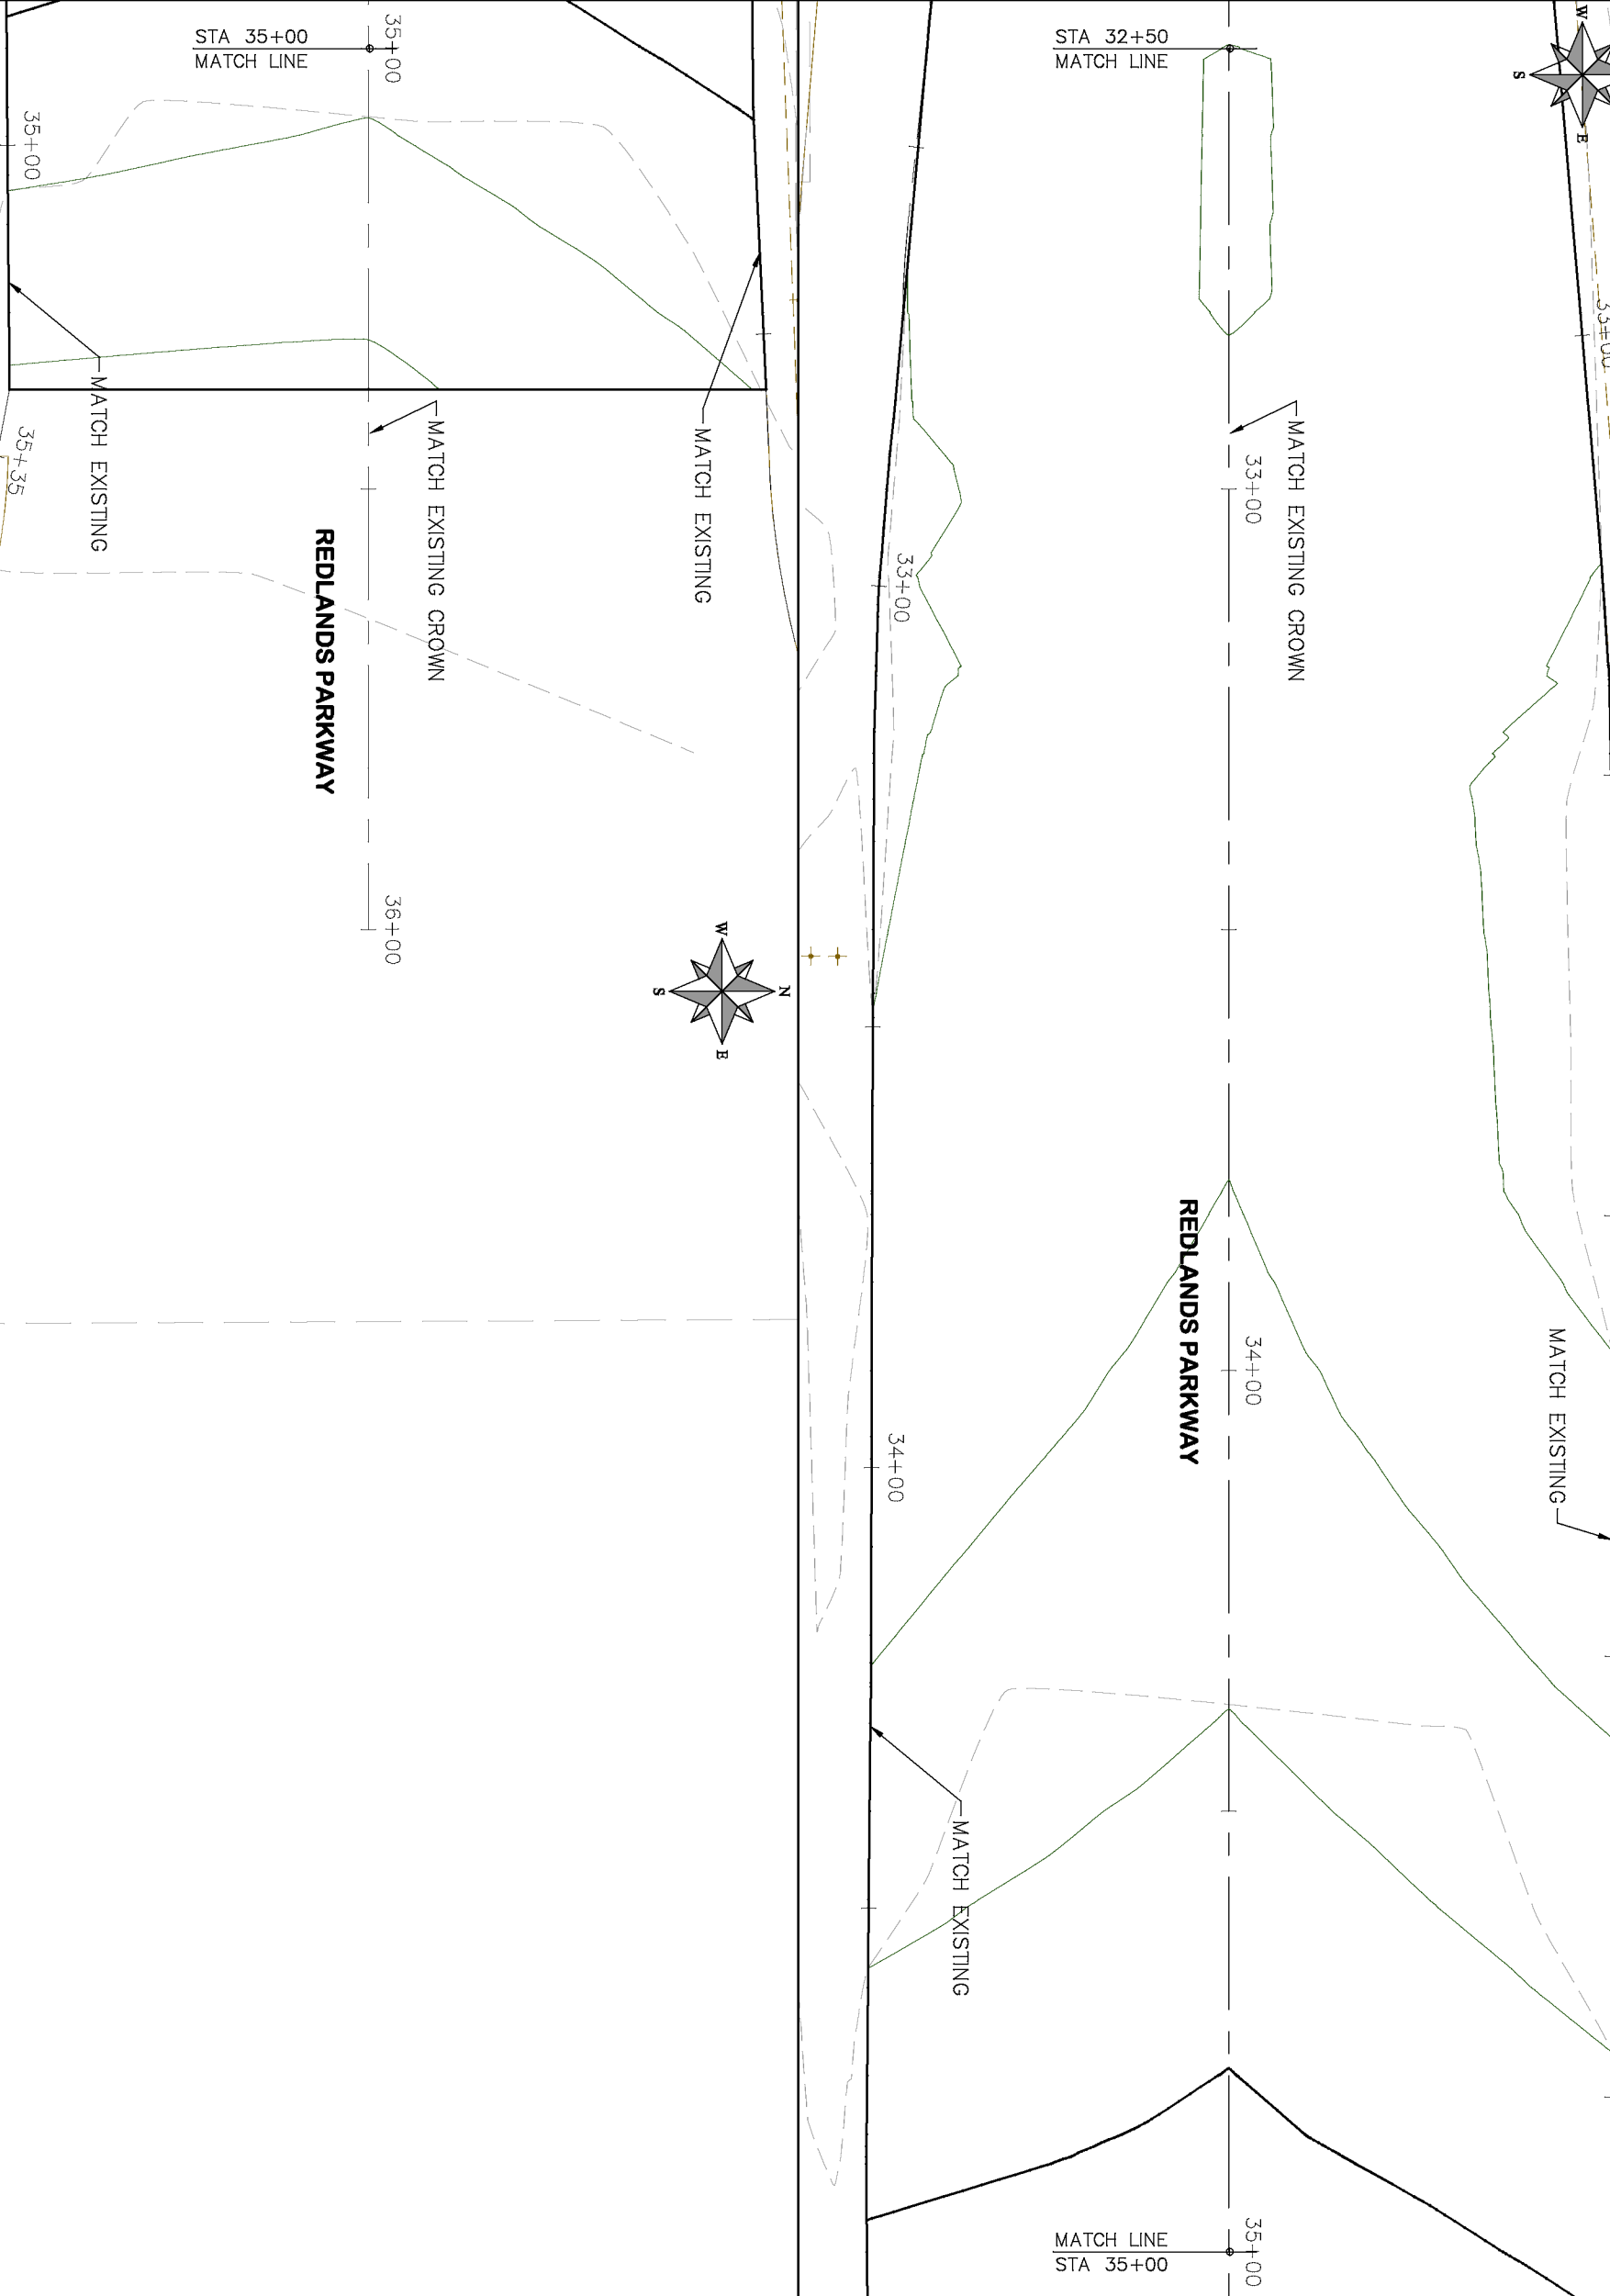 STA 35+00
MATCH LINE
35+00
35+00
MATCH EXISTING
35+35
MATCH EXISTING CROWN
MATCH EXISTING
REDLANDS PARKWAY
36+00
W
N
S
E
STA 32+50
MATCH LINE
W
S
E
33+00
MATCH EXISTING CROWN
33+00
33+00
REDLANDS PARKWAY
34+00
34+00
MATCH EXISTING
MATCH EXISTING
MATCH LINE
STA 35+00
35+00